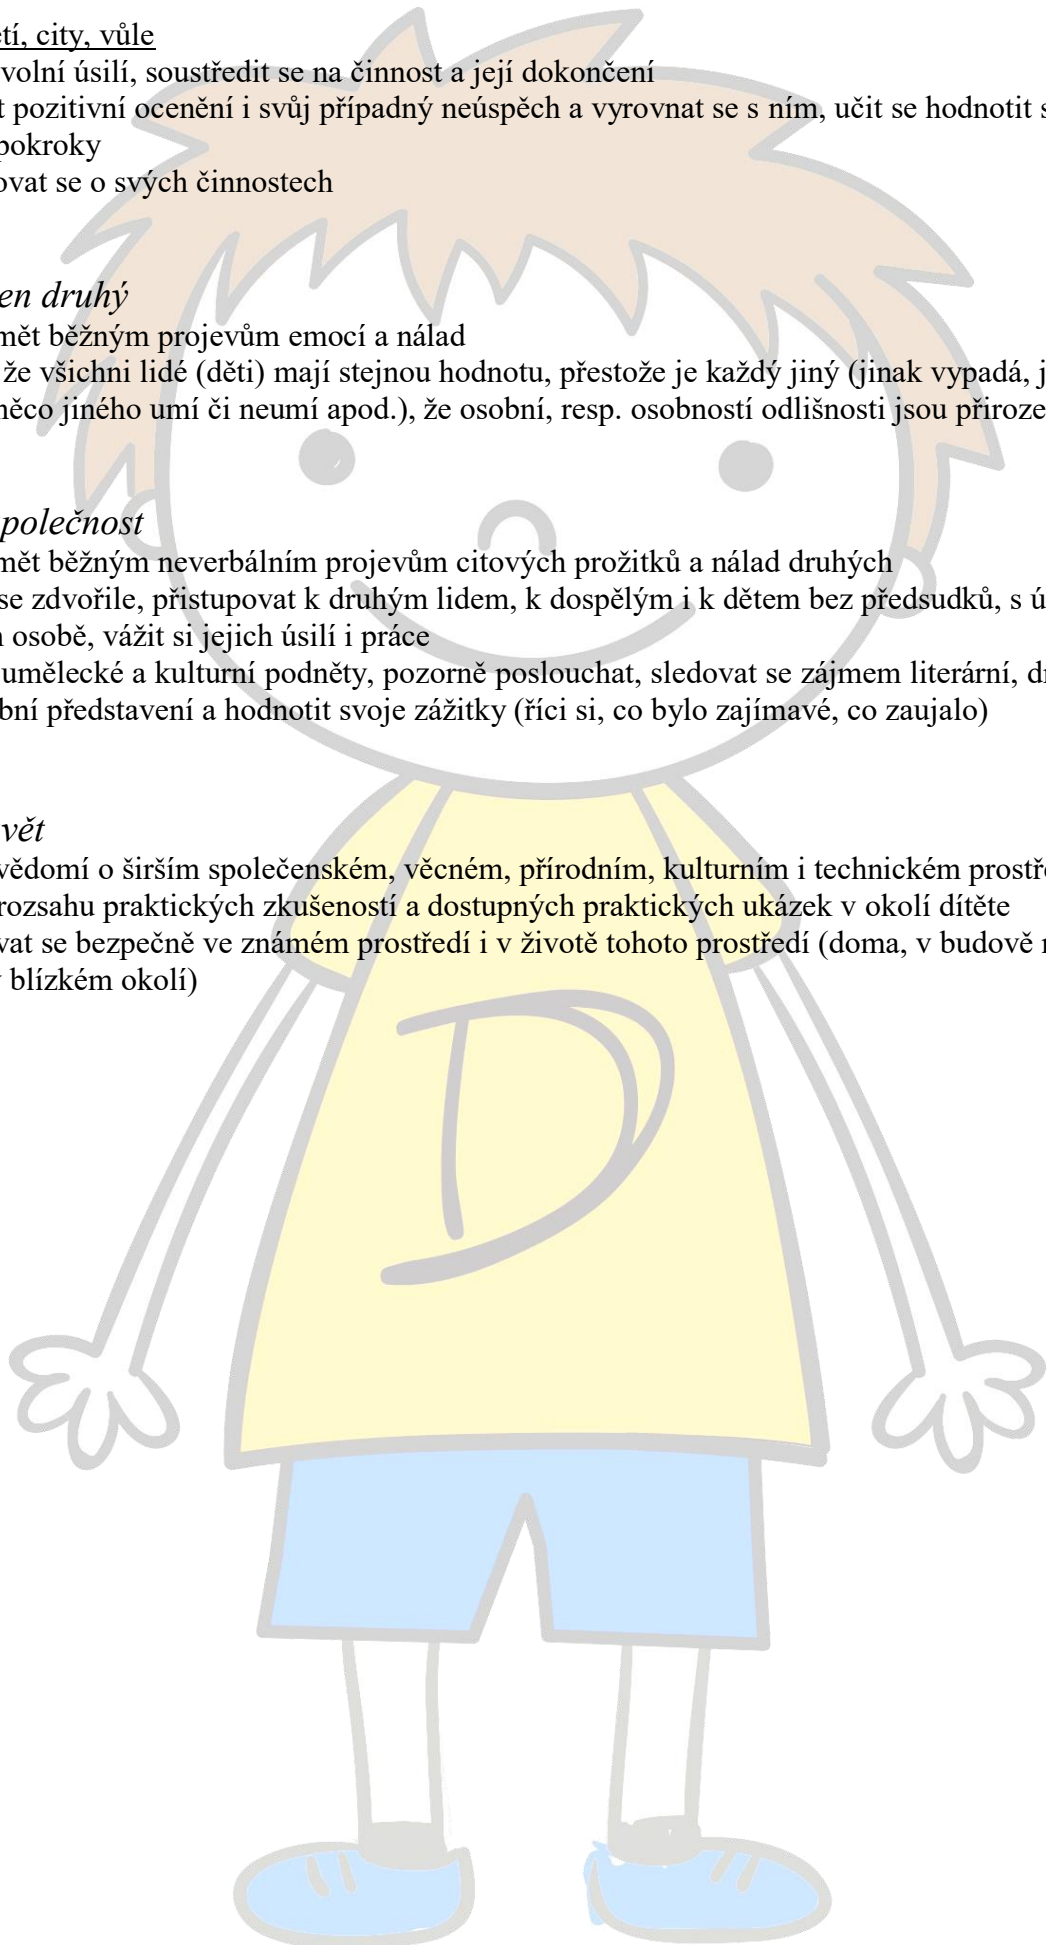 etí, city, vůle
volní úsilí, soustředit se na činnost a její dokončení
t pozitivní ocenění i svůj případný neúspěch a vyrovnat se s ním, učit se hodnotit s
pokroky
ovat se o svých činnostech
en druhý
mět běžným projevům emocí a nálad
že všichni lidé (děti) mají stejnou hodnotu, přestože je každý jiný (jinak vypadá, j
něco jiného umí či neumí apod.), že osobní, resp. osobností odlišnosti jsou přiroze
polečnost
mět běžným neverbálním projevům citových prožitků a nálad druhých
se zdvořile, přistupovat k druhým lidem, k dospělým i k dětem bez předsudků, s ú
osobě, vážit si jejich úsilí i práce
umělecké a kulturní podněty, pozorně poslouchat, sledovat se zájmem literární, dr
bní představení a hodnotit svoje zážitky (říci si, co bylo zajímavé, co zaujalo)
vět
vědomí o širším společenském, věcném, přírodním, kulturním i technickém prostře
rozsahu praktických zkušeností a dostupných praktických ukázek v okolí dítěte
vat se bezpečně ve známém prostředí i v životě tohoto prostředí (doma, v budově m
v blízkém okolí)
D